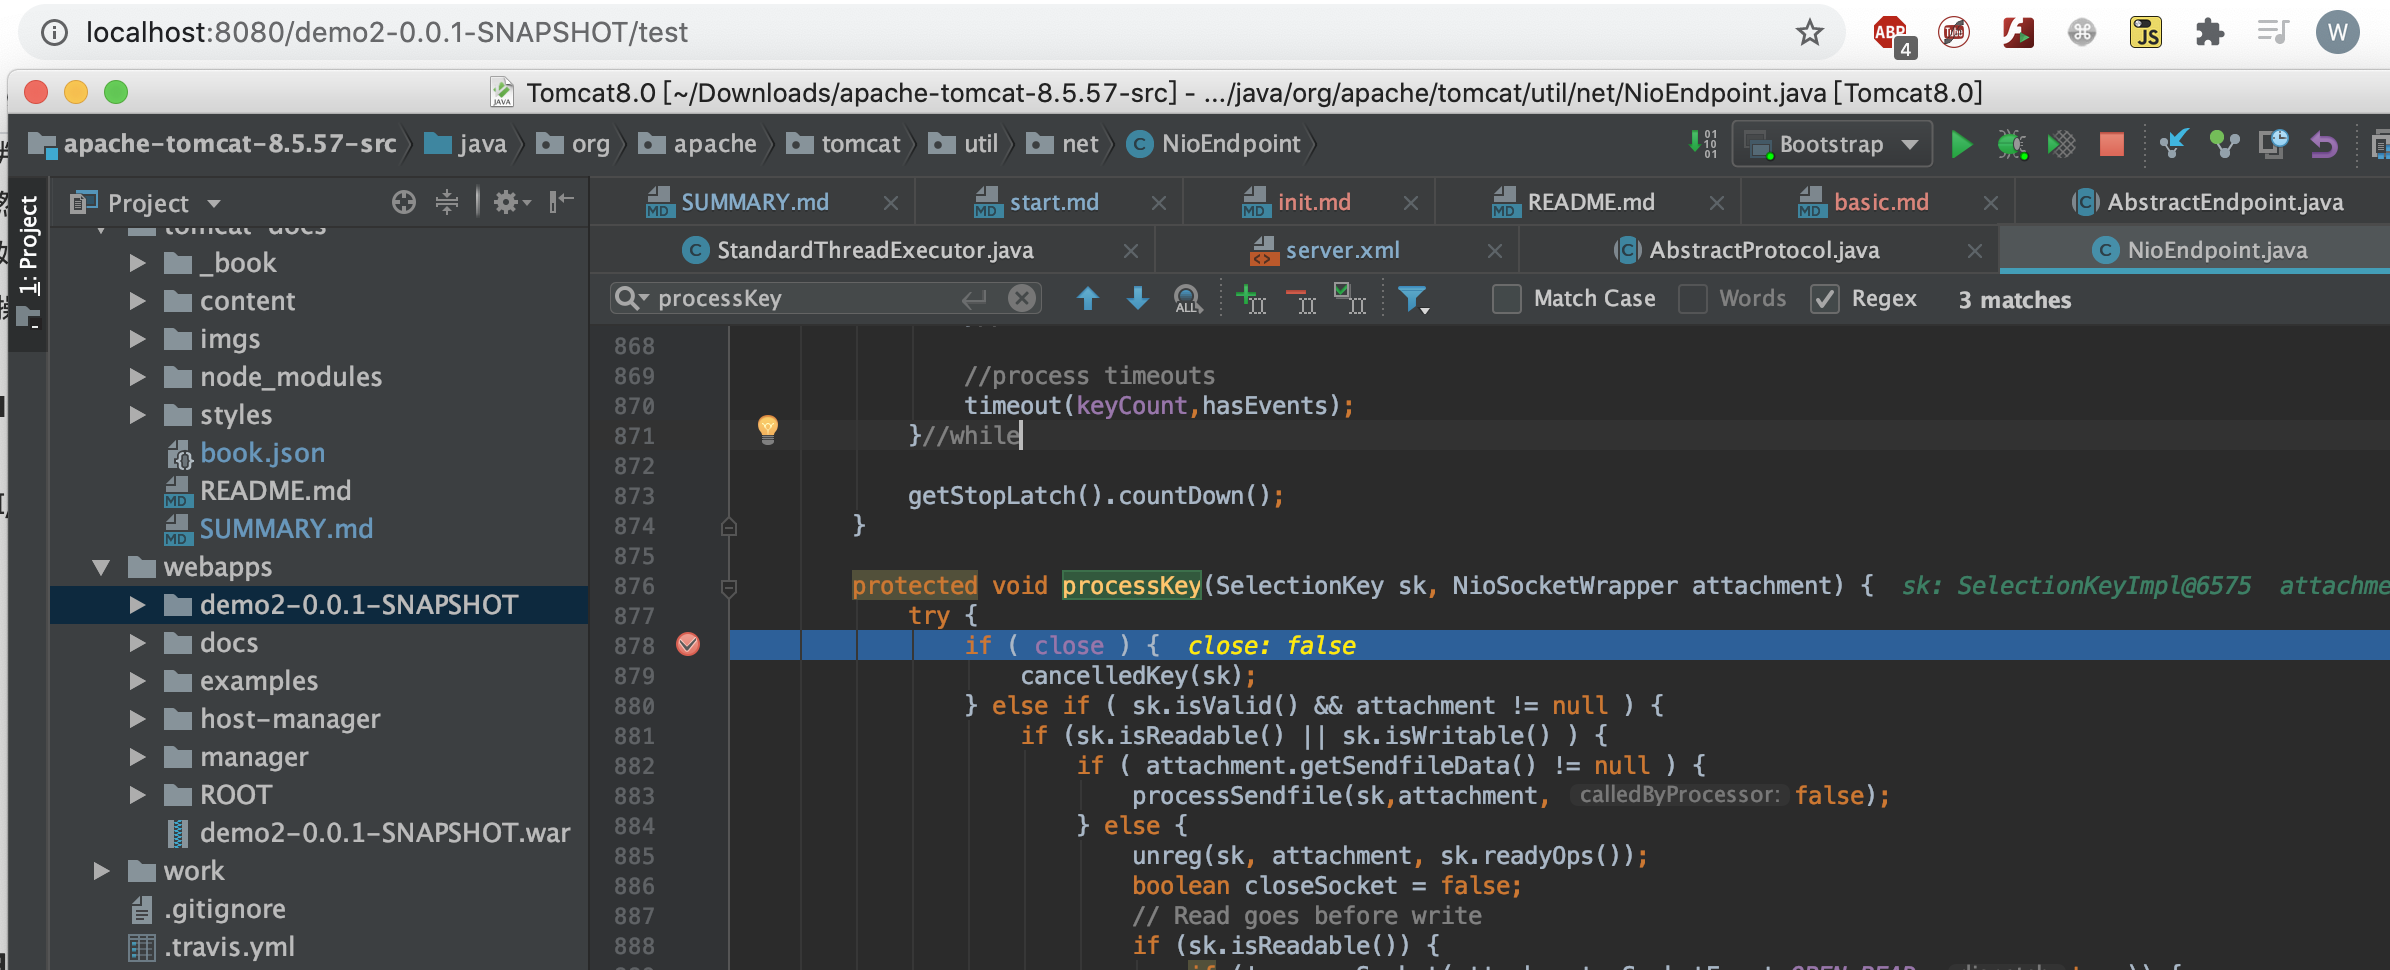 localhost:8080/demo2-0.0.1-SNAPSHOT/test
ABP
4
JS
W
Tomcat8.0 [~/Downloads/apache-tomcat-8.5.57-src] - .../java/org/apache/tomcat/util/net/NioEndpoint.java [Tomcat8.0]
apache-tomcat-8.5.57-src java org apache tomcat util net NioEndpoint
Bootstrap
1: Project
Project
tomcat_docs
_book
content
imgs
node_modules
styles
book.json
README.md
SUMMARY.md
webapps
demo2-0.0.1-SNAPSHOT
docs
examples
host-manager
manager
ROOT
demo2-0.0.1-SNAPSHOT.war
work
.gitignore
.travis.yml
SUMMARY.md start.md init.md README.md basic.md AbstractEndpoint.java
StandardThreadExecutor.java server.xml AbstractProtocol.java NioEndpoint.java
processKey Match Case Words Regex 3 matches
868
869 //process timeouts
870 timeout(keyCount,hasEvents);
871 }//while
872
873 getStopLatch().countDown();
874 }
875
876 protected void processKey(SelectionKey sk, NioSocketWrapper attachment) { sk: SelectionKeyImpl@6575 attachme
877 try {
878 if ( close ) { close: false
879 cancelledKey(sk);
880 } else if ( sk.isValid() && attachment != null ) {
881 if (sk.isReadable() || sk.isWritable() ) {
882 if ( attachment.getSendfileData() != null ) {
883 processSendfile(sk,attachment, calledByProcessor: false);
884 } else {
885 unreg(sk, attachment, sk.readyOps());
886 boolean closeSocket = false;
887 // Read goes before write
888 if (sk.isReadable()) {